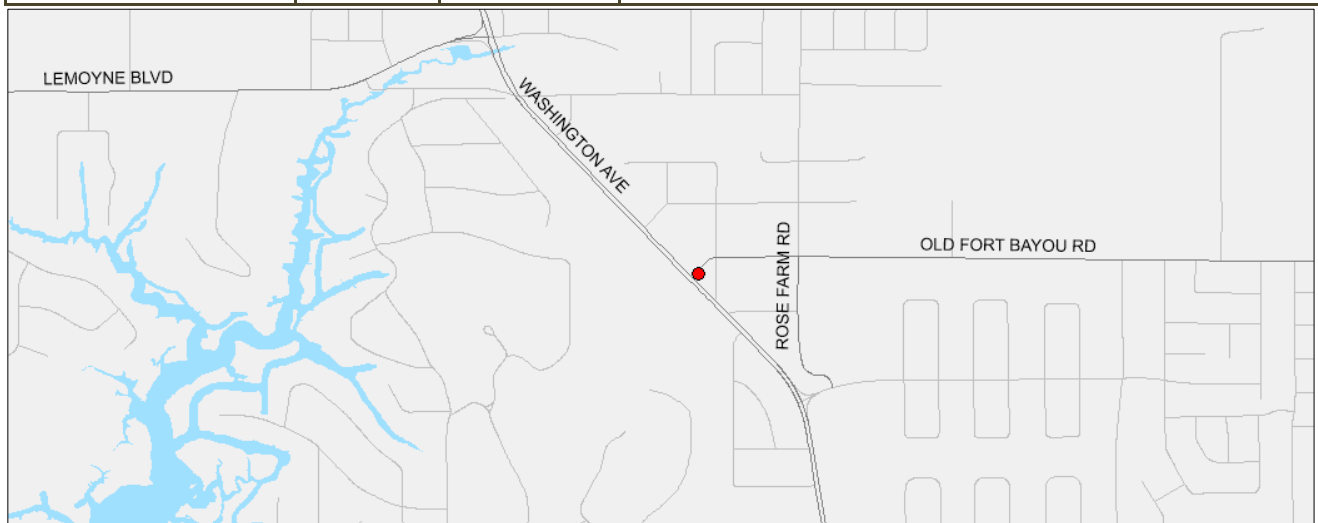 LEMOYNE BLVD
WASHINGTON AVE
ROSE FARM RD
OLD FORT BAYOU RD